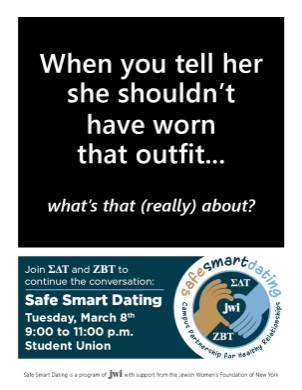 When you tell her
she shouldn't
have worn
that outfit...
what's that (really) about?
Join ΣΔΤ and ZBT to
continue the conversation:
Safe Smart Dating
Tuesday, March 8th
9:00 to 11:00 p.m.
Student Union
safesmartdating
ΣΔΤ
jwi
ZBT
Campus Partnership for Healthy Relationships
Safe Smart Dating is a program of jwi with support from the Jewish Women's Foundation of New York